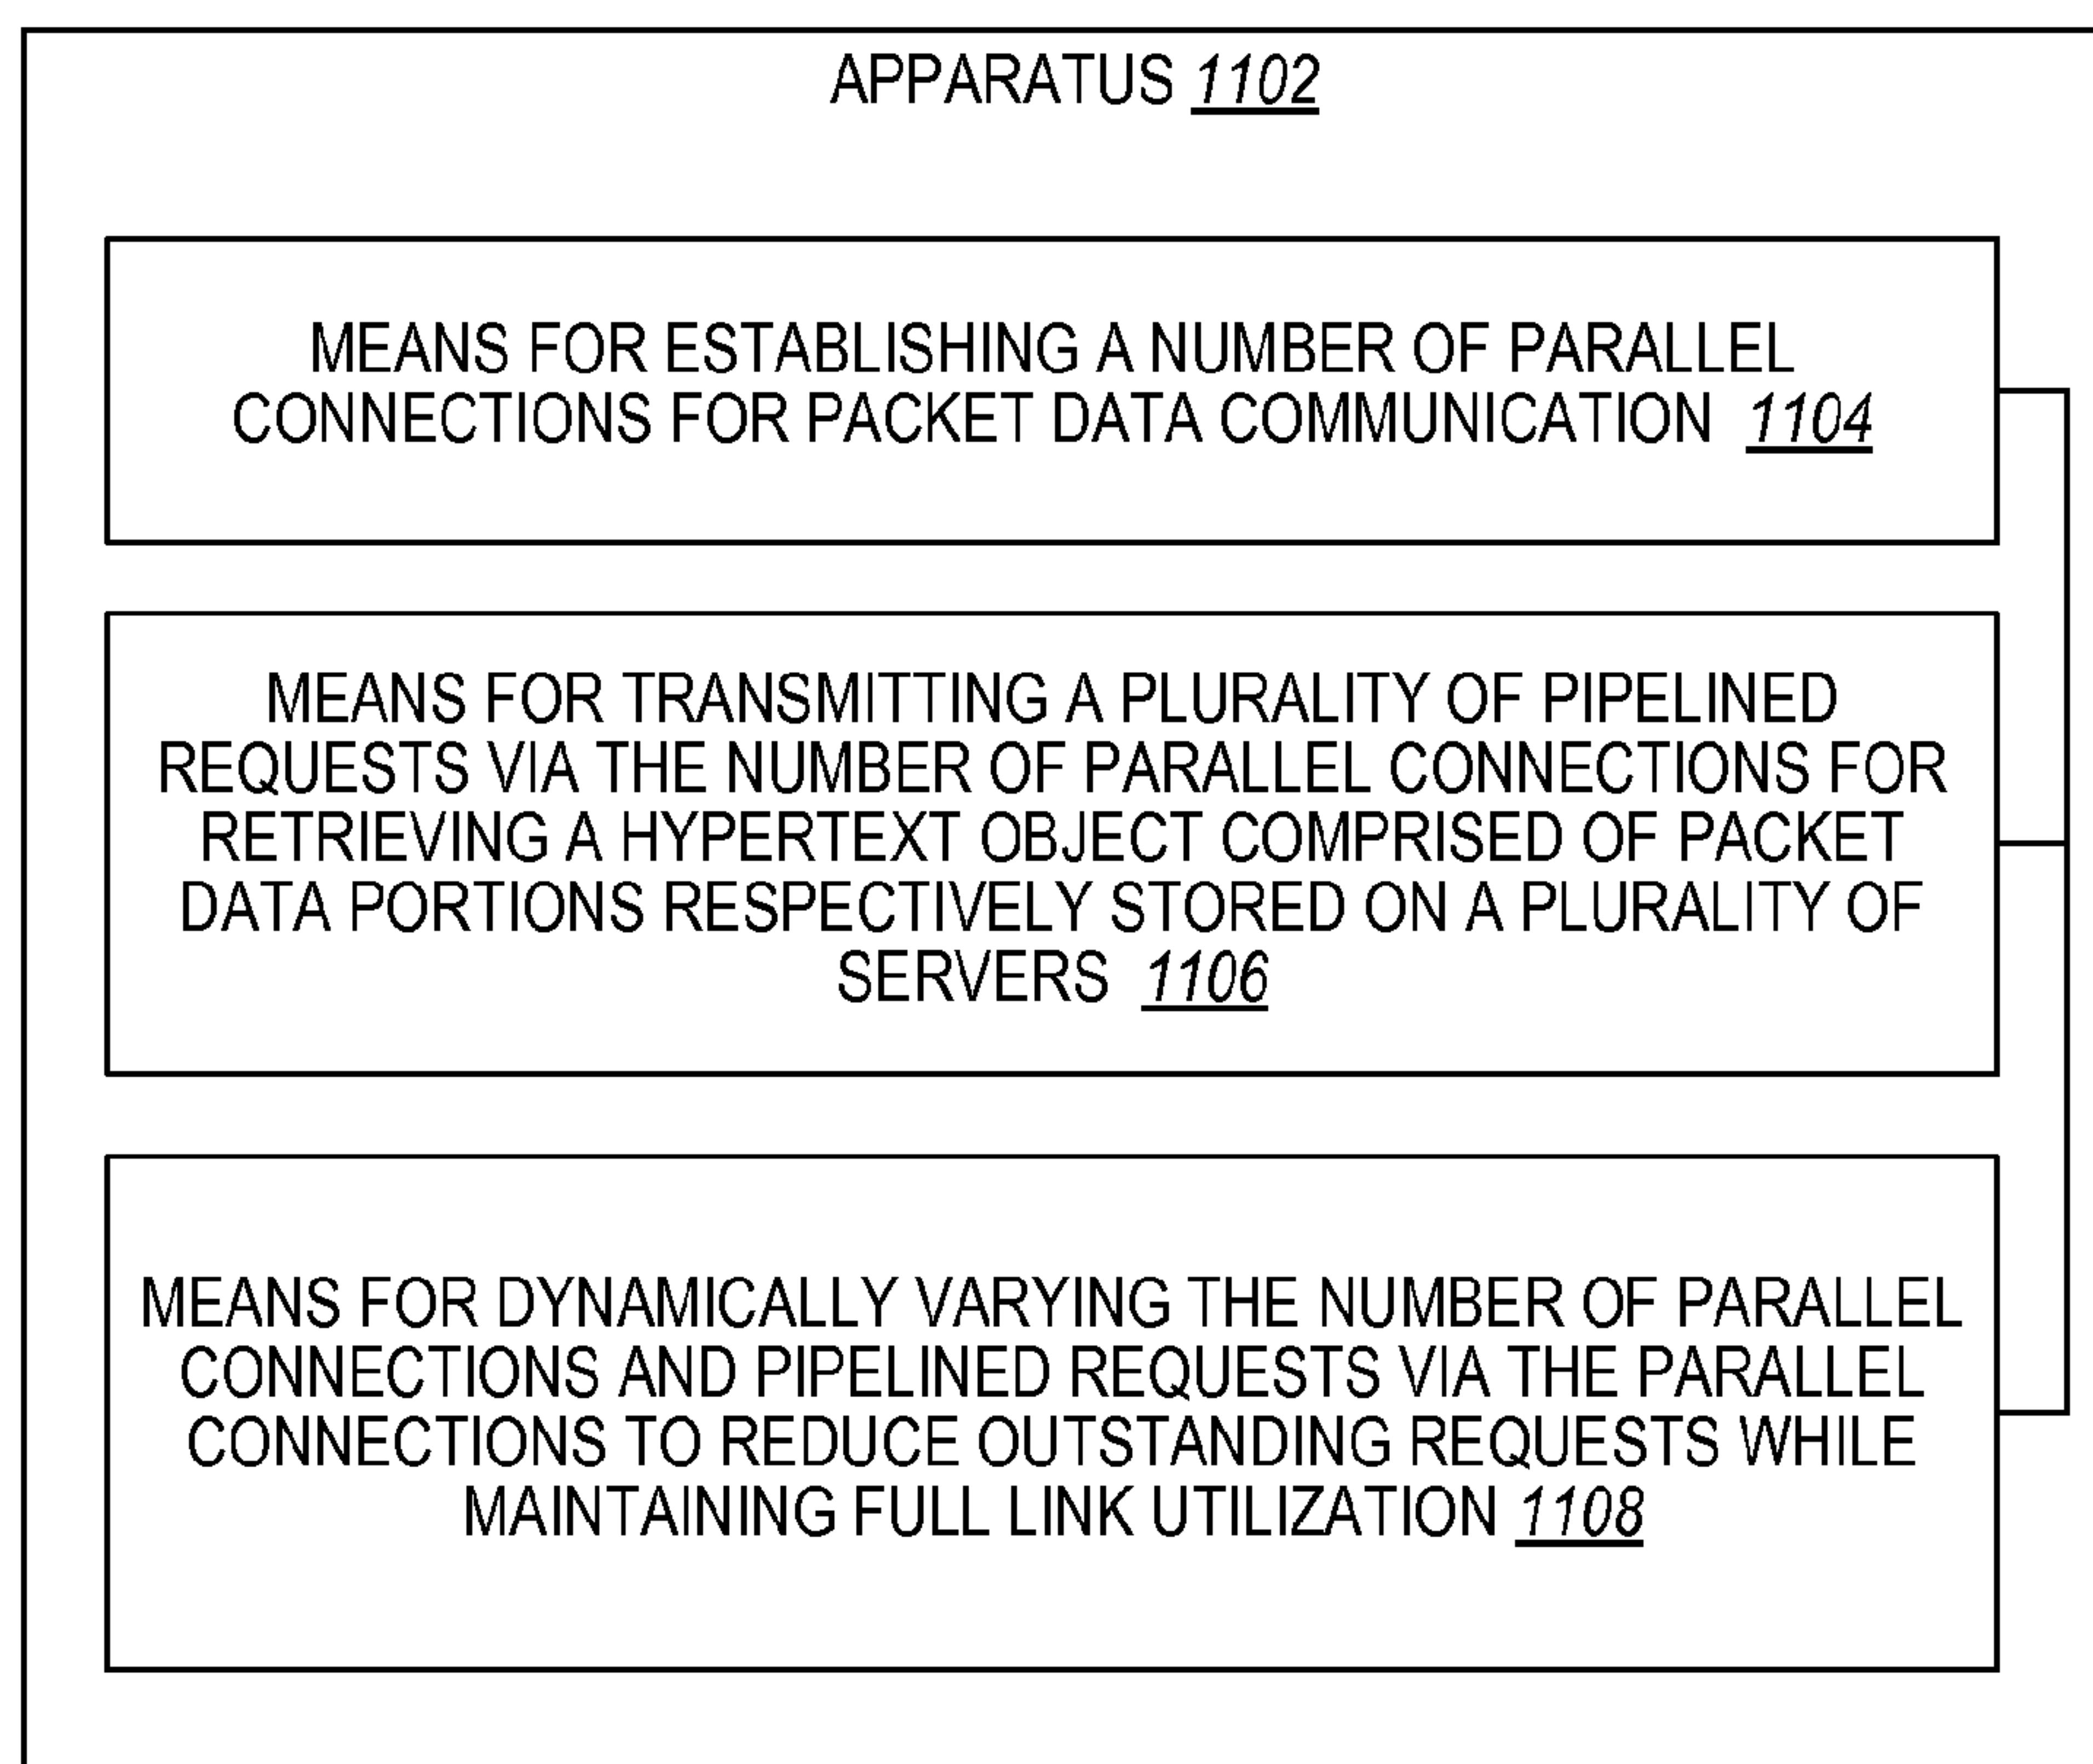 APPARATUS 1102
MEANS FOR ESTABLISHING A NUMBER OF PARALLEL
CONNECTIONS FOR PACKET DATA COMMUNICATION 1104
MEANS FOR TRANSMITTING A PLURALITY OF PIPELINED
REQUESTS VIA THE NUMBER OF PARALLEL CONNECTIONS FOR
RETRIEVING A HYPERTEXT OBJECT COMPRISED OF PACKET
DATA PORTIONS RESPECTIVELY STORED ON A PLURALITY OF
SERVERS 1106
MEANS FOR DYNAMICALLY VARYING THE NUMBER OF PARALLEL
CONNECTIONS AND PIPELINED REQUESTS VIA THE PARALLEL
CONNECTIONS TO REDUCE OUTSTANDING REQUESTS WHILE
MAINTAINING FULL LINK UTILIZATION 1108